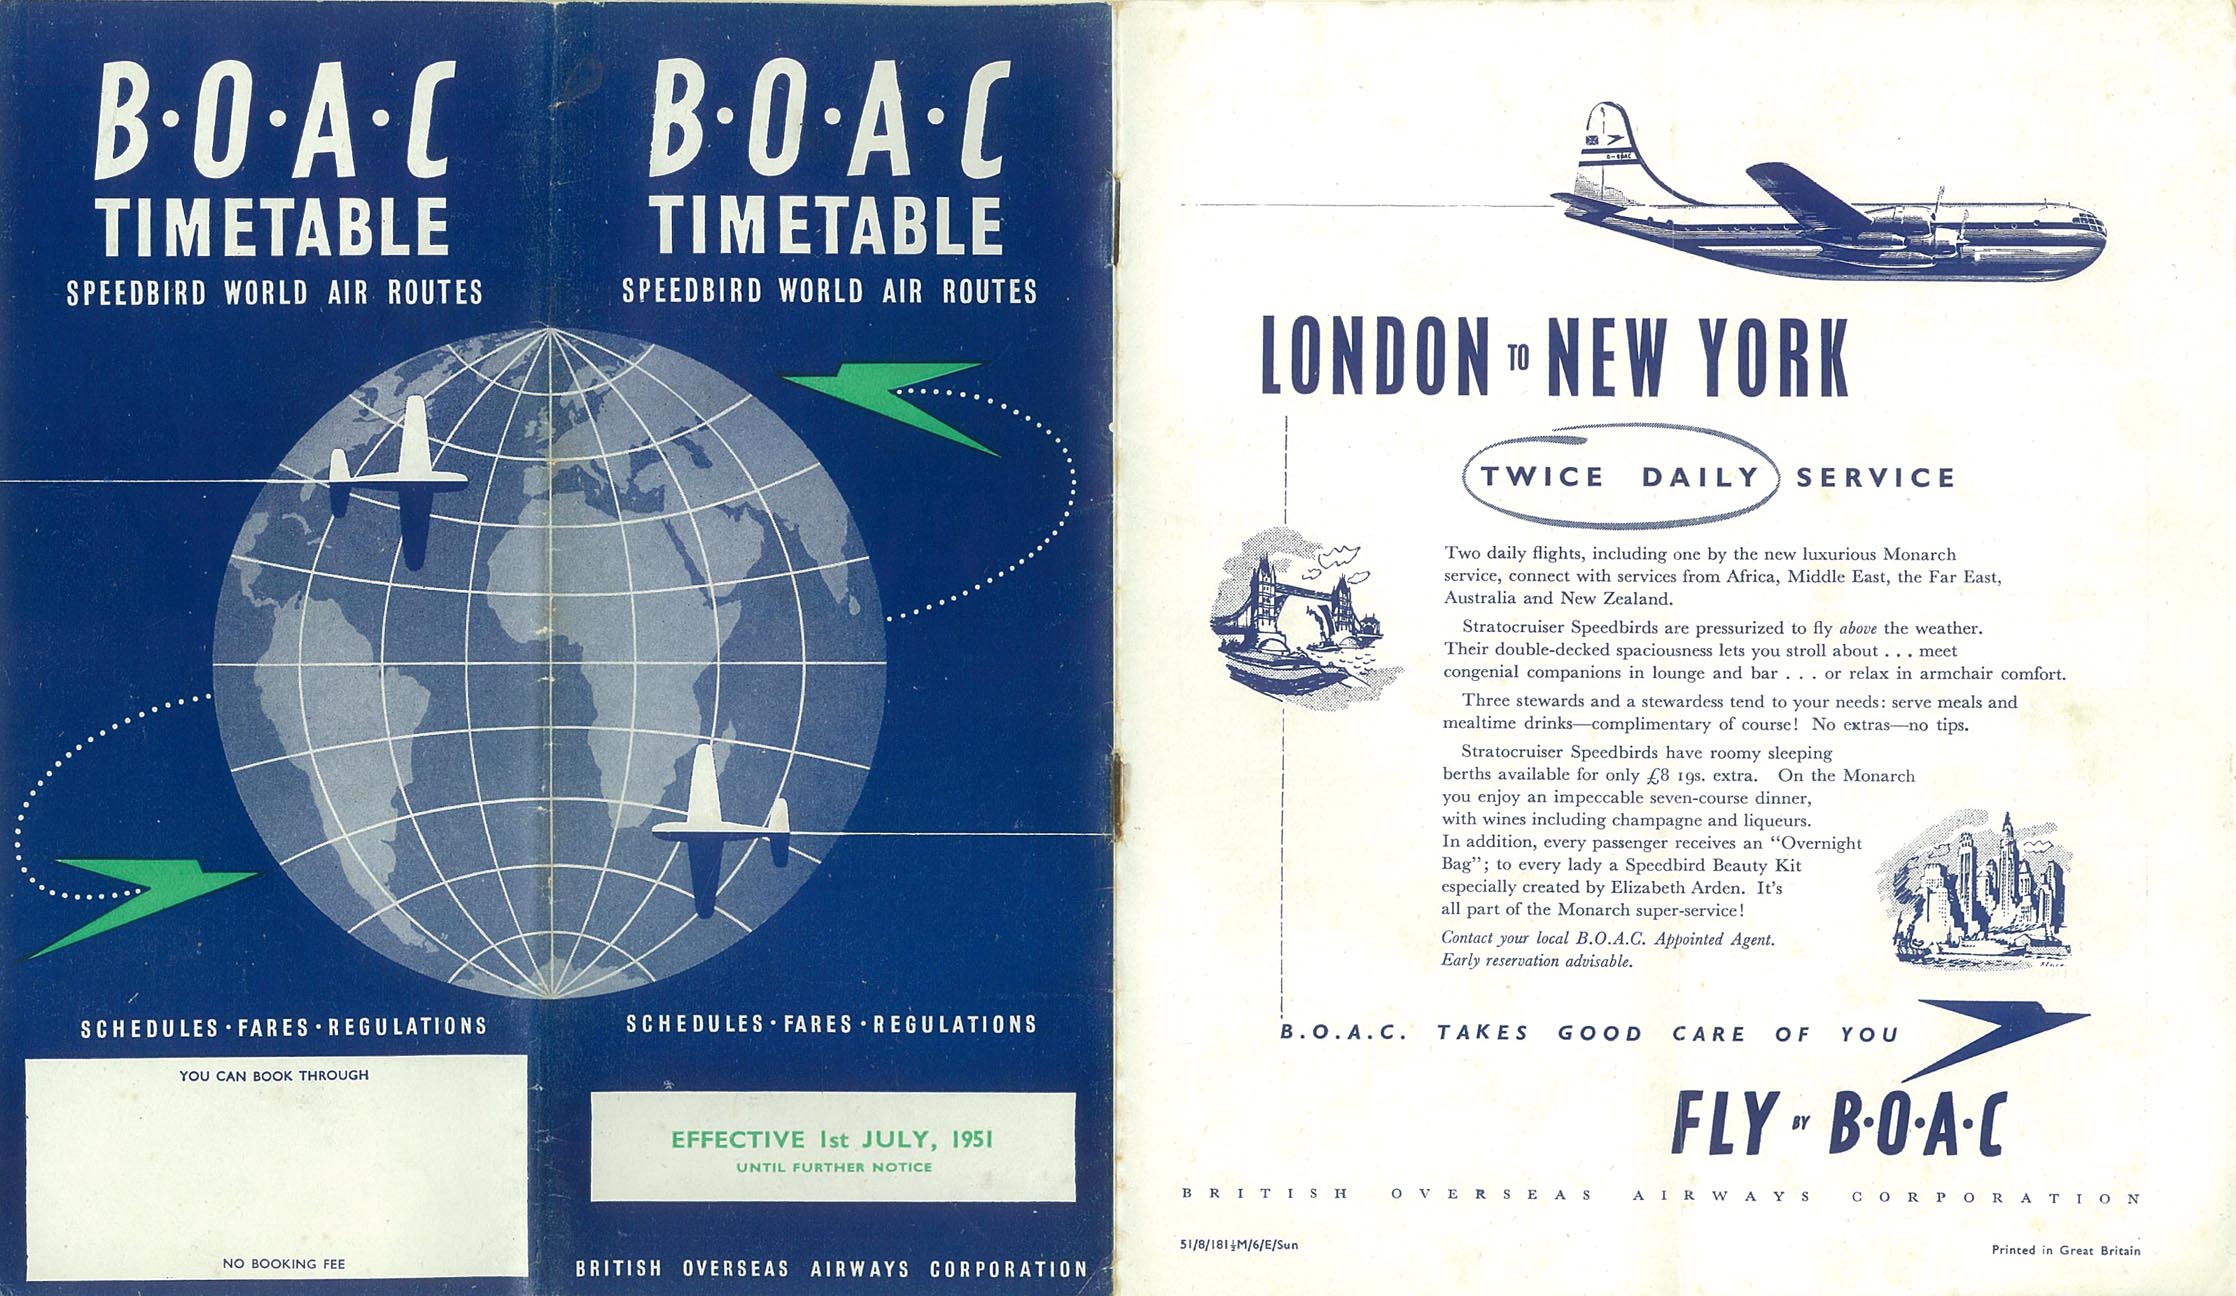 B·O·A·C
TIMETABLE
SPEEDBIRD WORLD AIR ROUTES
SCHEDULES·FARES·REGULATIONS
YOU CAN BOOK THROUGH
NO BOOKING FEE
B·O·A·C
TIMETABLE
SPEEDBIRD WORLD AIR ROUTES
SCHEDULES·FARES·REGULATIONS
EFFECTIVE 1st JULY, 1951
UNTIL FURTHER NOTICE
BRITISH OVERSEAS AIRWAYS CORPORATION
LONDON TO NEW YORK
TWICE DAILY SERVICE
Two daily flights, including one by the new luxurious Monarch
service, connect with services from Africa, Middle East, the Far East,
Australia and New Zealand.
Stratocruiser Speedbirds are pressurized to fly above the weather.
Their double-decked spaciousness lets you stroll about . . . meet
congenial companions in lounge and bar . . . or relax in armchair comfort.
Three stewards and a stewardess tend to your needs: serve meals and
mealtime drinks—complimentary of course! No extras—no tips.
Stratocruiser Speedbirds have roomy sleeping
berths available for only £8 19s. extra. On the Monarch
you enjoy an impeccable seven-course dinner,
with wines including champagne and liqueurs.
In addition, every passenger receives an "Overnight
Bag"; to every lady a Speedbird Beauty Kit
especially created by Elizabeth Arden. It's
all part of the Monarch super-service!
Contact your local B.O.A.C. Appointed Agent.
Early reservation advisable.
B.O.A.C. TAKES GOOD CARE OF YOU
FLY BY B·O·A·C
BRITISH OVERSEAS AIRWAYS CORPORATION
51/8/181½M/6/E/Sun
Printed in Great Britain